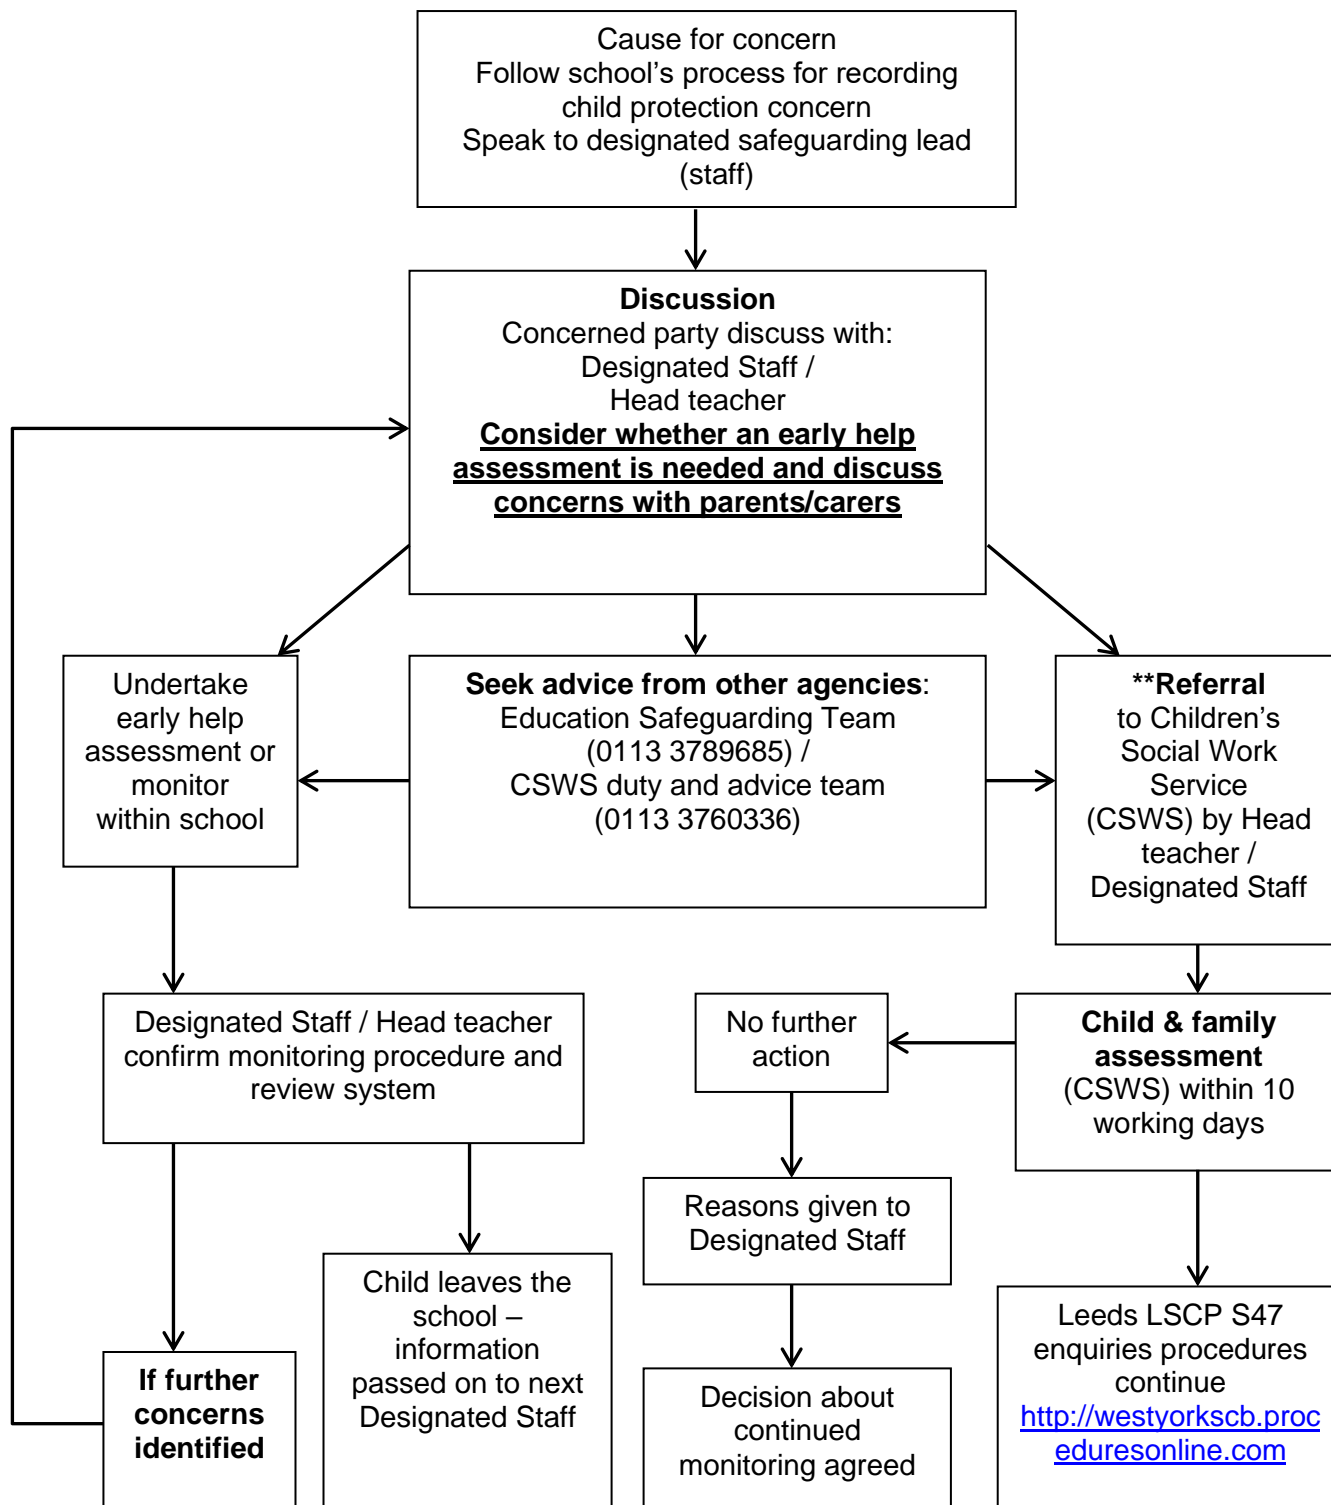 Cause for concern
Follow school’s process for recording
child protection concern
Speak to designated safeguarding lead
(staff)
Discussion
Concerned party discuss with:
Designated Staff /
Head teacher
Consider whether an early help
assessment is needed and discuss
concerns with parents/carers
Undertake
early help
assessment or
monitor
within school
Seek advice from other agencies:
Education Safeguarding Team
(0113 3789685) /
CSWS duty and advice team
(0113 3760336)
**Referral
to Children’s
Social Work
Service
(CSWS) by Head
teacher /
Designated Staff
Designated Staff / Head teacher
confirm monitoring procedure and
review system
No further
action
Child & family
assessment
(CSWS) within 10
working days
Reasons given to
Designated Staff
If further
concerns
identified
Child leaves the
school –
information
passed on to next
Designated Staff
Decision about
continued
monitoring agreed
Leeds LSCP S47
enquiries procedures
continue
http://westyorkscb.proc
eduresonline.com